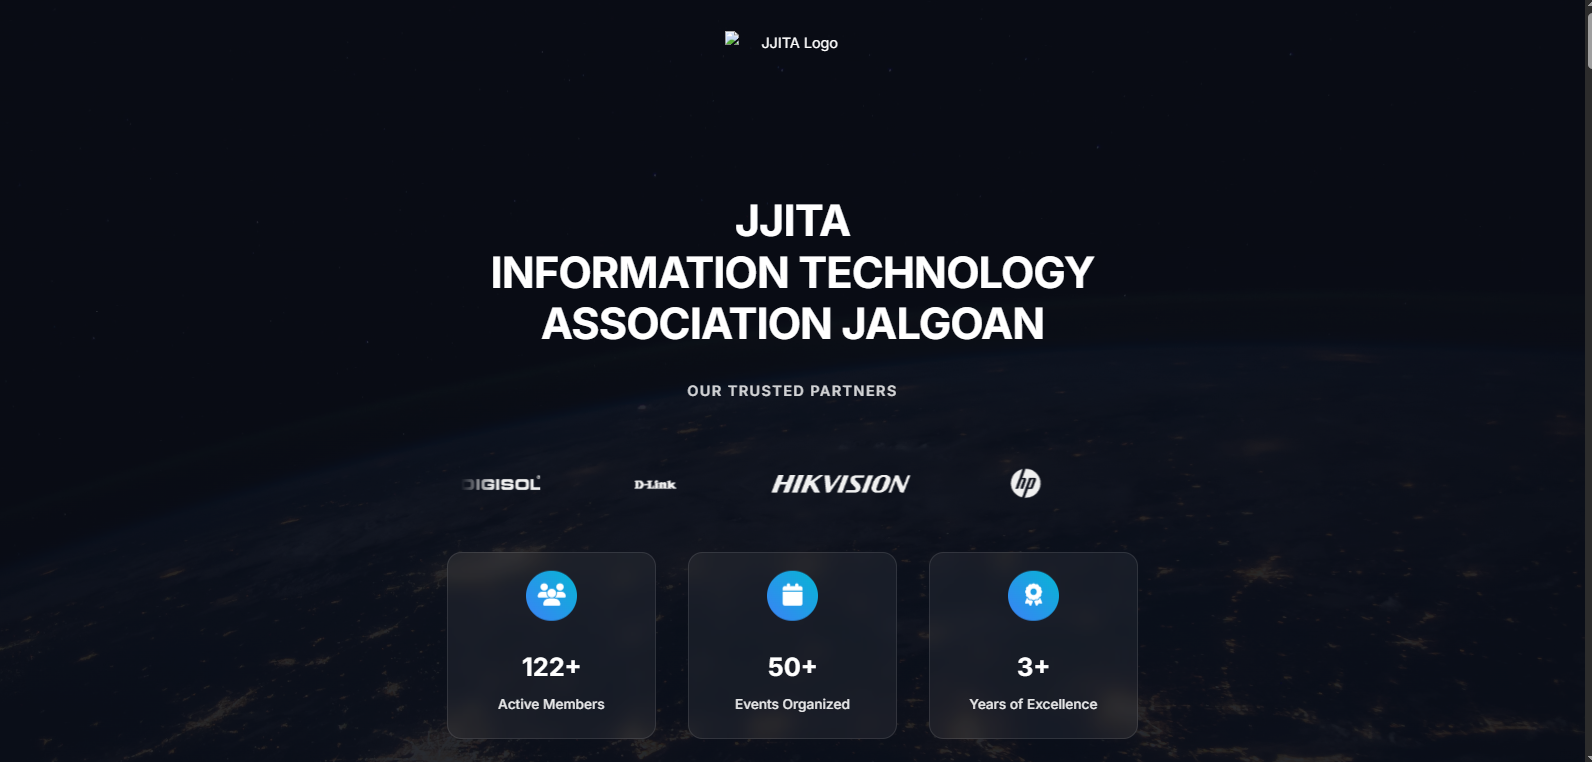 JJITA Logo
JJITA
INFORMATION TECHNOLOGY
ASSOCIATION JALGOAN
OUR TRUSTED PARTNERS
DIGISOL
D-Link
HIKVISION
hp
122+
50+
3+
Active Members
Events Organized
Years of Excellence